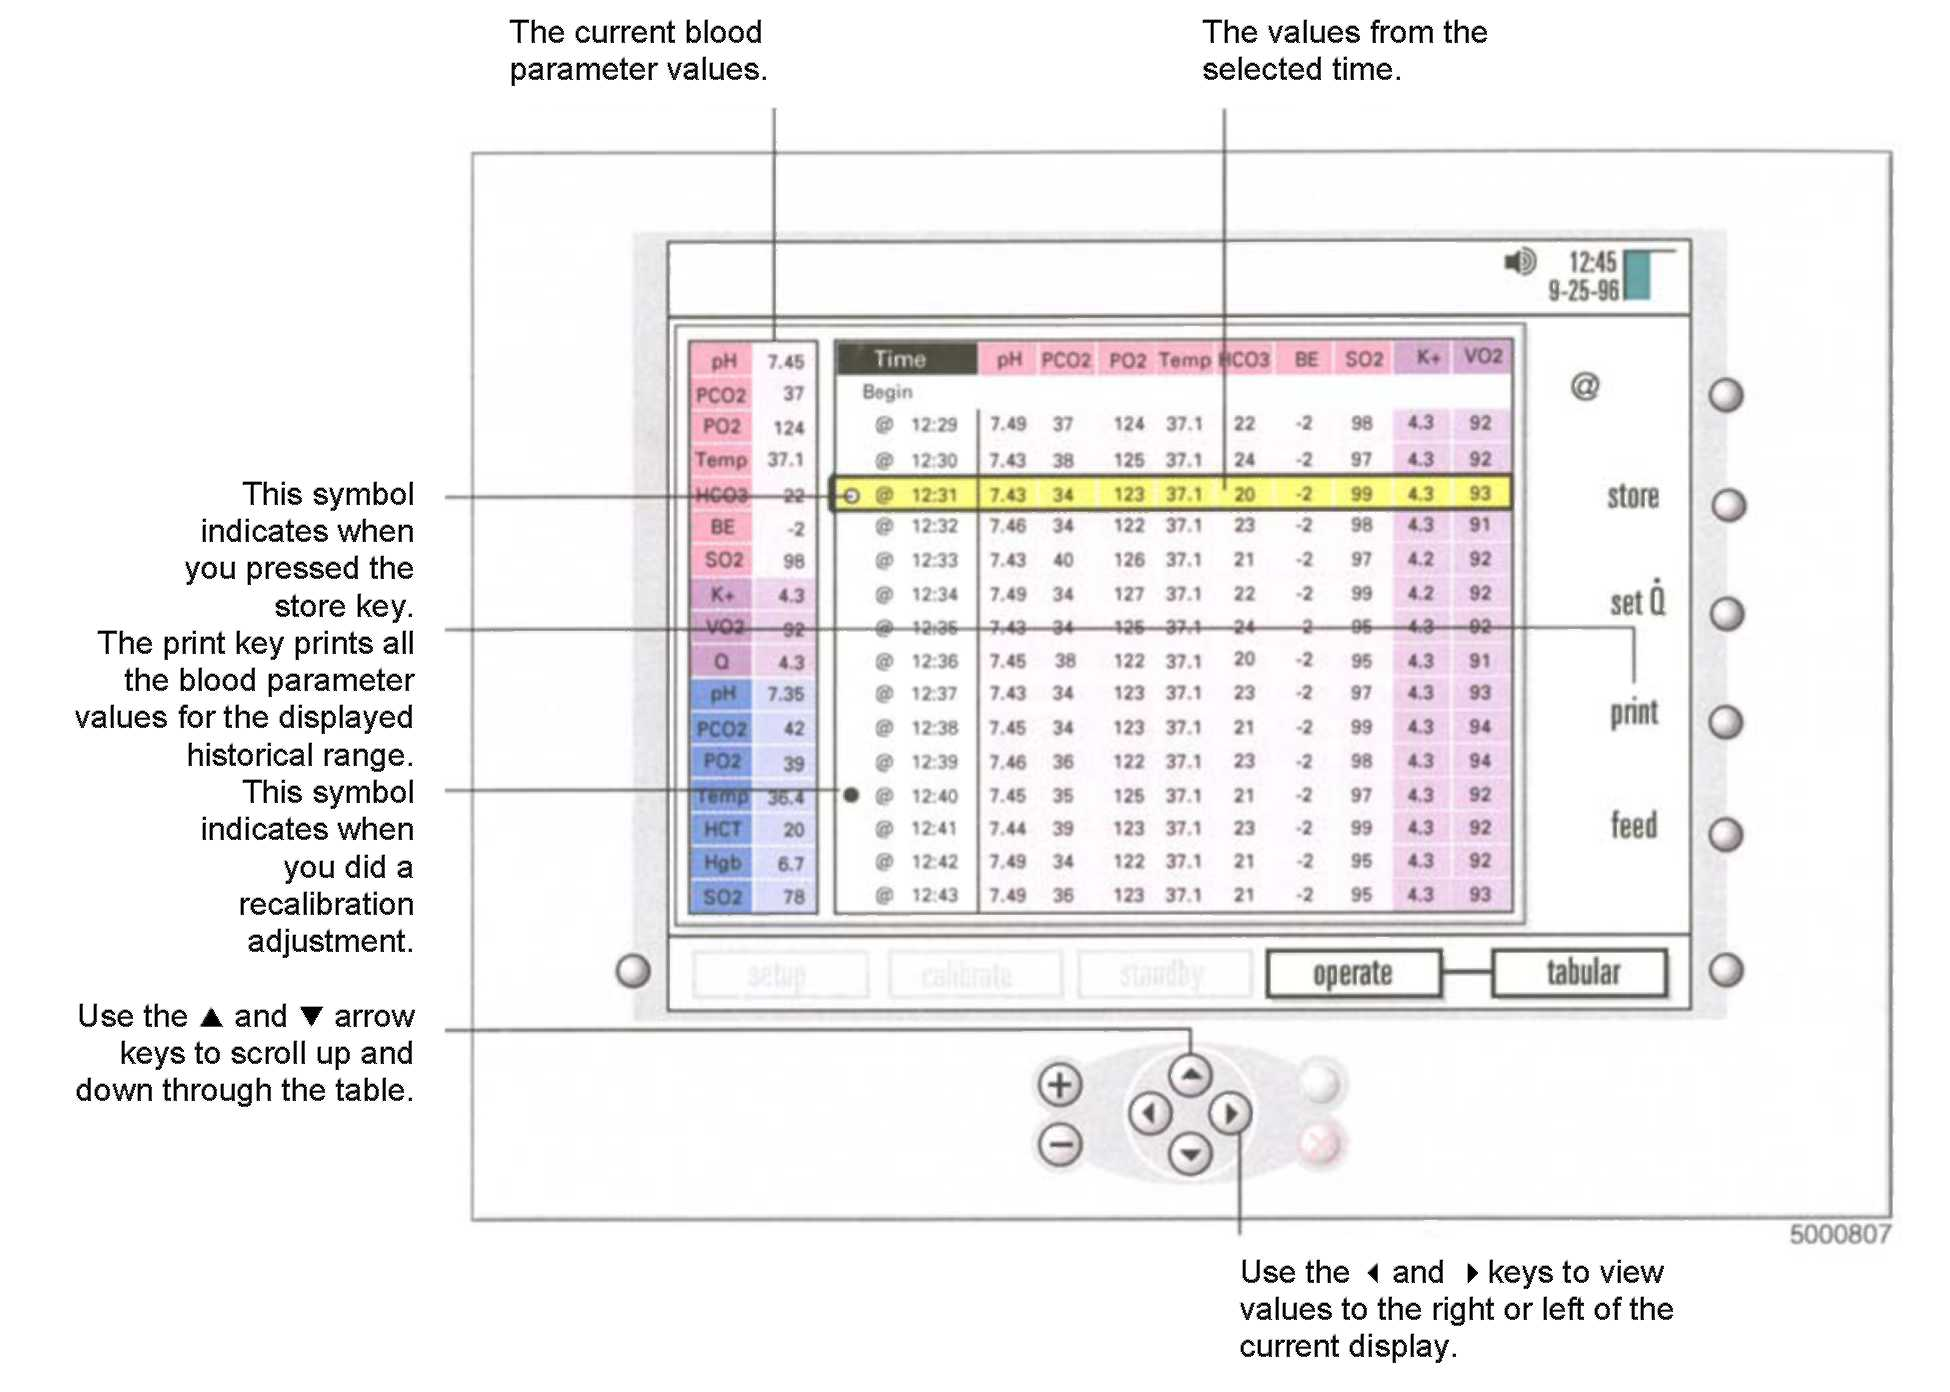 The current blood
parameter values.
The values from the
selected time.
12:45
9-25-96
pH 7.45
PCO2 37
PO2 124
Temp 37.1
HCO3 22
BE -2
SO2 98
K+ 4.3
VO2 92
Q 4.3
pH 7.35
PCO2 42
PO2 39
Temp 36.4
HCT 20
Hgb 6.7
SO2 78
Time pH PCO2 PO2 Temp HCO3 BE SO2 K+ VO2
Begin
@ 12:29 7.49 37 124 37.1 22 -2 98 4.3 92
@ 12:30 7.43 38 125 37.1 24 -2 97 4.3 92
@ 12:31 7.43 34 123 37.1 20 -2 99 4.3 93
@ 12:32 7.46 34 122 37.1 23 -2 98 4.3 91
@ 12:33 7.43 40 126 37.1 21 -2 97 4.2 92
@ 12:34 7.49 34 127 37.1 22 -2 99 4.2 92
@ 12:35 7.43 34 125 37.1 24 -2 95 4.3 92
@ 12:36 7.45 38 122 37.1 20 -2 95 4.3 91
@ 12:37 7.43 34 123 37.1 23 -2 97 4.3 93
@ 12:38 7.45 34 123 37.1 21 -2 99 4.3 94
@ 12:39 7.46 36 122 37.1 23 -2 98 4.3 94
@ 12:40 7.45 35 125 37.1 21 -2 97 4.3 92
@ 12:41 7.44 39 123 37.1 23 -2 99 4.3 92
@ 12:42 7.49 34 122 37.1 21 -2 95 4.3 92
@ 12:43 7.49 36 123 37.1 21 -2 95 4.3 93
@
store
set Q̇
print
feed
setup calibrate standby operate tabular
This symbol
indicates when
you pressed the
store key.
The print key prints all
the blood parameter
values for the displayed
historical range.
This symbol
indicates when
you did a
recalibration
adjustment.
Use the ▲ and ▼ arrow
keys to scroll up and
down through the table.
5000807
Use the ◀ and ▶ keys to view
values to the right or left of the
current display.